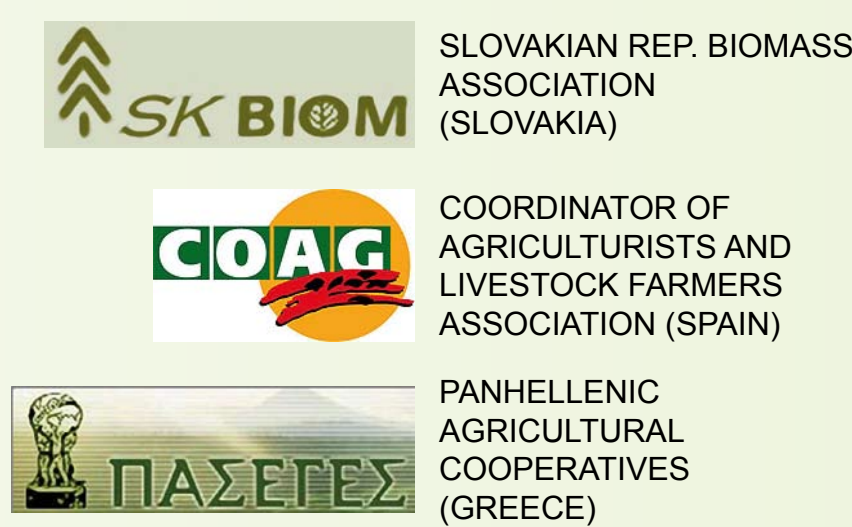 SK BIOM
SLOVAKIAN REP. BIOMASS
ASSOCIATION
(SLOVAKIA)
COAG
COORDINATOR OF
AGRICULTURISTS AND
LIVESTOCK FARMERS
ASSOCIATION (SPAIN)
ΠΑΣΕΓΕΣ
PANHELLENIC
AGRICULTURAL
COOPERATIVES
(GREECE)